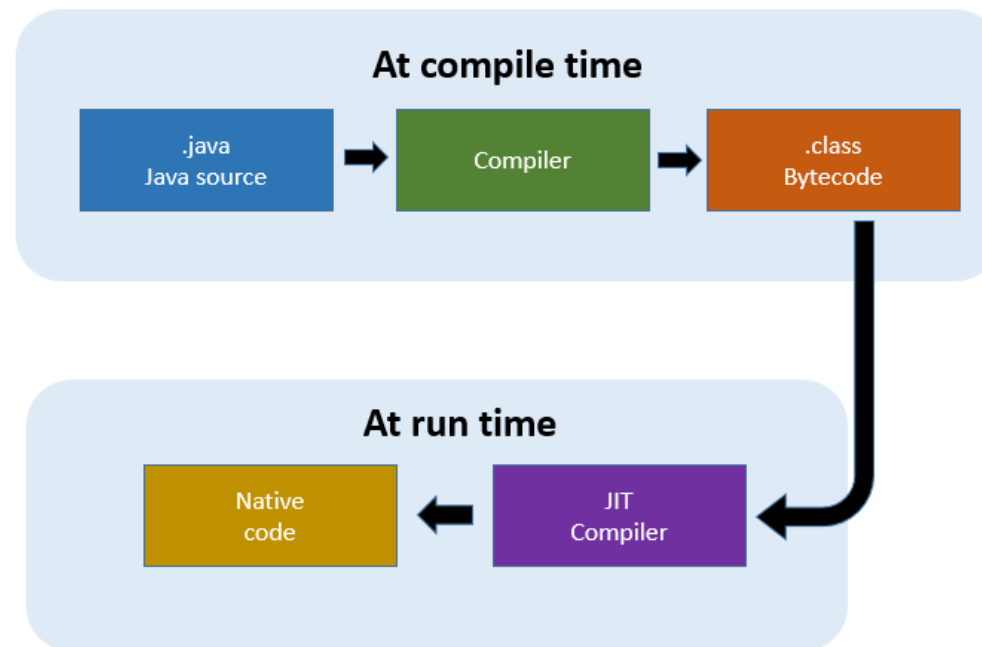 At compile time
.java
Java source
Compiler
.class
Bytecode
At run time
Native
code
JIT
Compiler